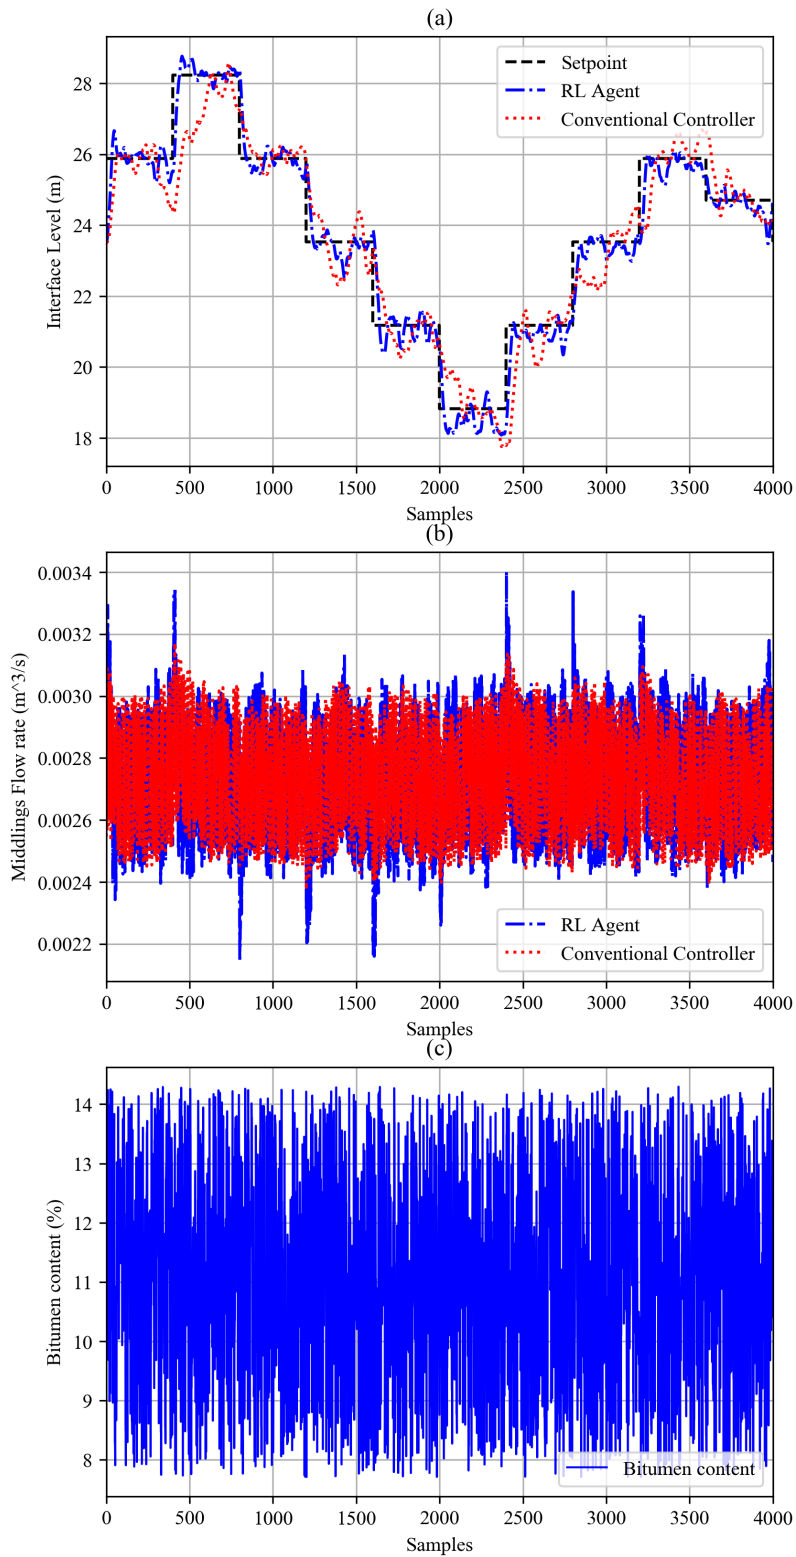 (a)
28
26
24
22
20
18
Interface Level (m)
Setpoint
RL Agent
Conventional Controller
0 500 1000 1500 2000 2500 3000 3500 4000
Samples
(b)
0.0034
0.0032
0.0030
0.0028
0.0026
0.0024
0.0022
Middlings Flow rate (m^3/s)
RL Agent
Conventional Controller
0 500 1000 1500 2000 2500 3000 3500 4000
Samples
(c)
14
13
12
11
10
9
8
Bitumen content (%)
Bitumen content
0 500 1000 1500 2000 2500 3000 3500 4000
Samples